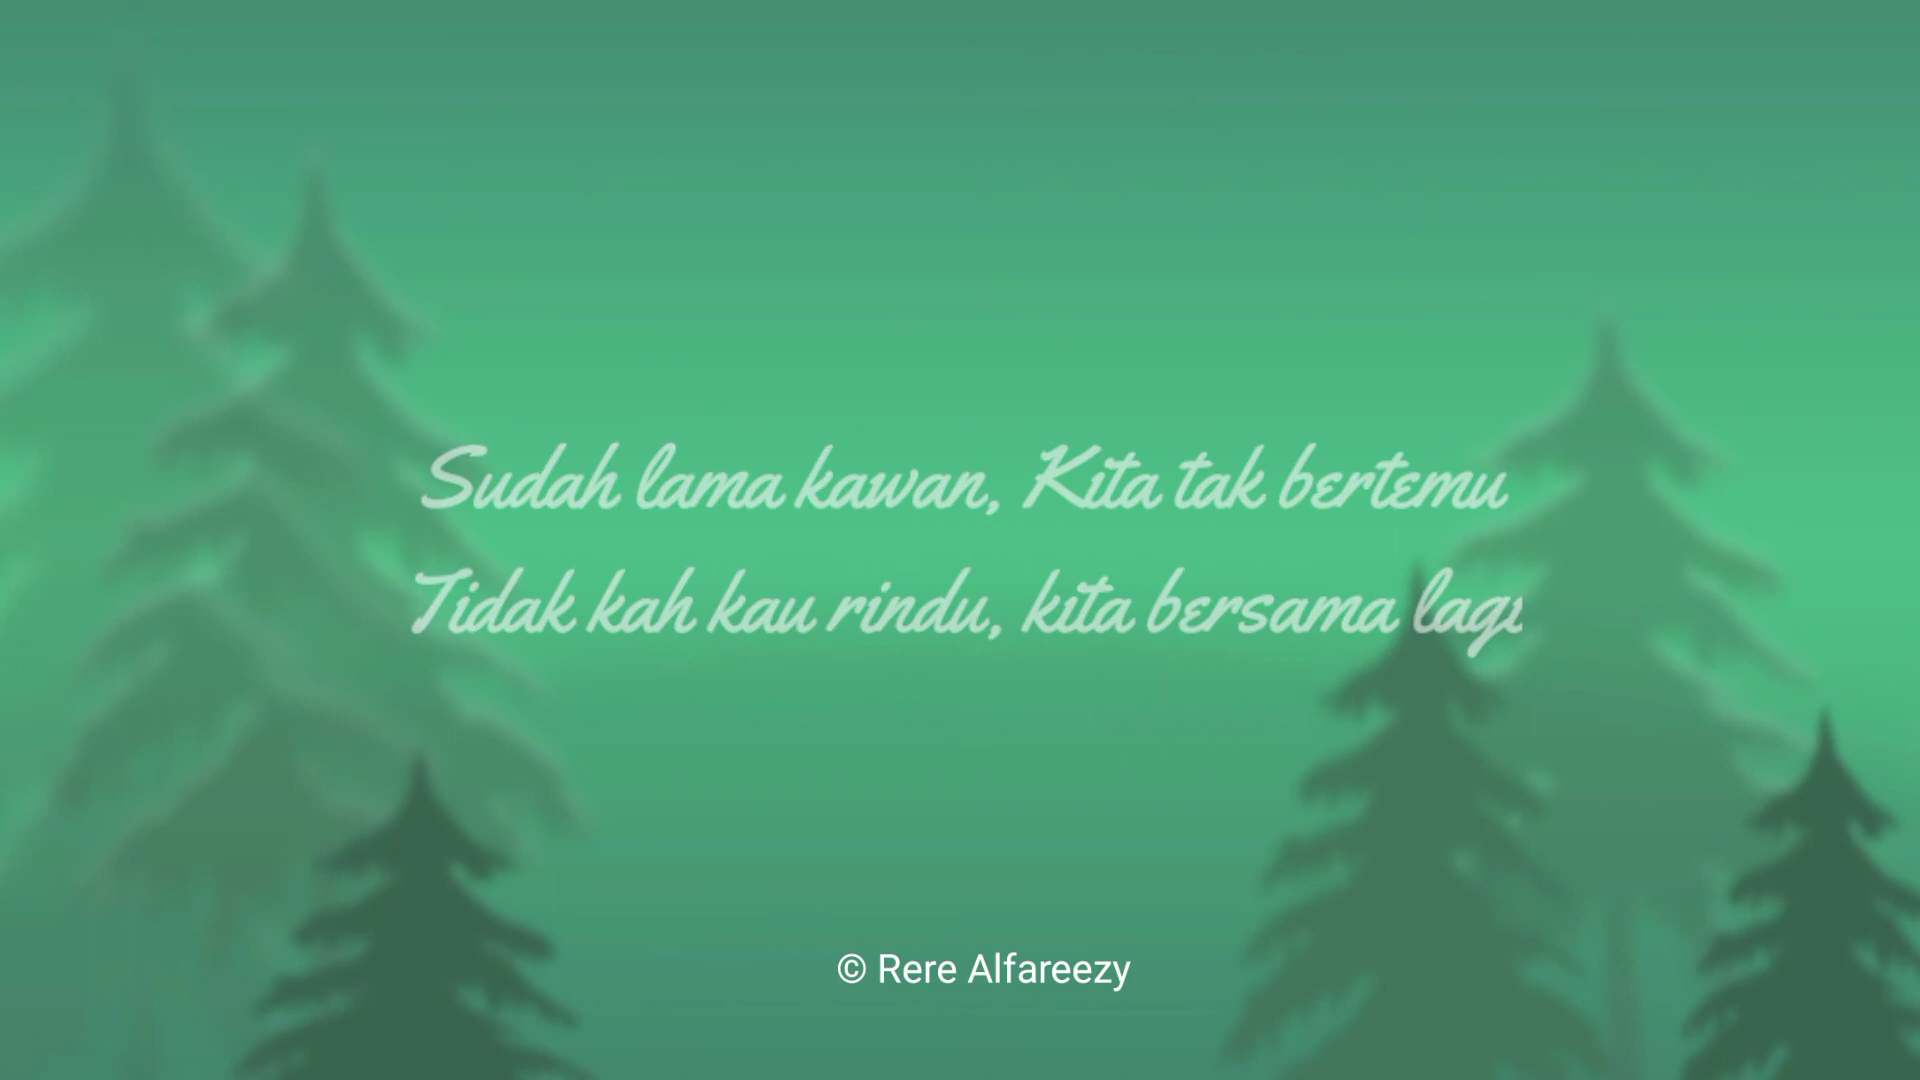 Sudah lama kawan, Kita tak bertemu
Tidak kah kau rindu, kita bersama lagi
© Rere Alfareezy